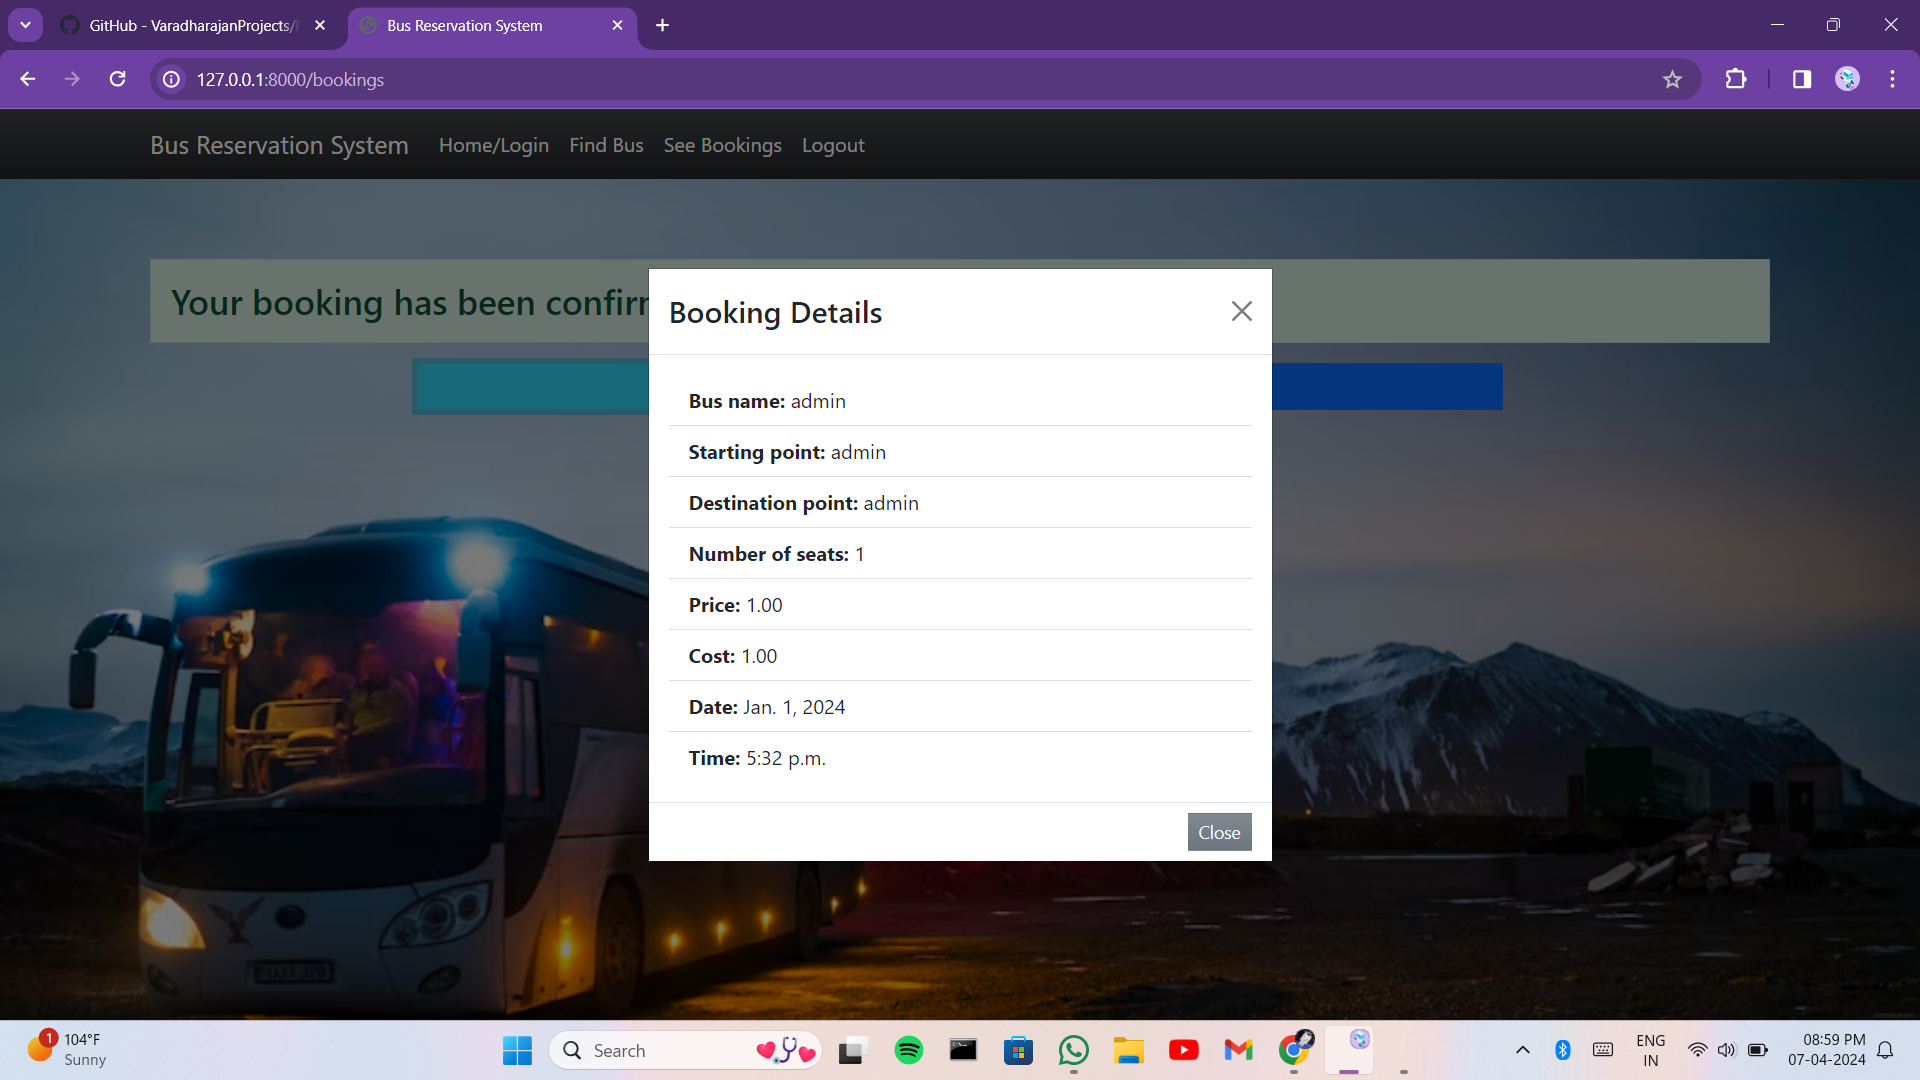 GitHub - VaradharajanProjects/
Bus Reservation System
127.0.0.1:8000/bookings
Bus Reservation System Home/Login Find Bus See Bookings Logout
Your booking has been confirm
Booking Details
Bus name: admin
Starting point: admin
Destination point: admin
Number of seats: 1
Price: 1.00
Cost: 1.00
Date: Jan. 1, 2024
Time: 5:32 p.m.
Close
1
104°F
Sunny
Search
ENG
IN
08:59 PM
07-04-2024